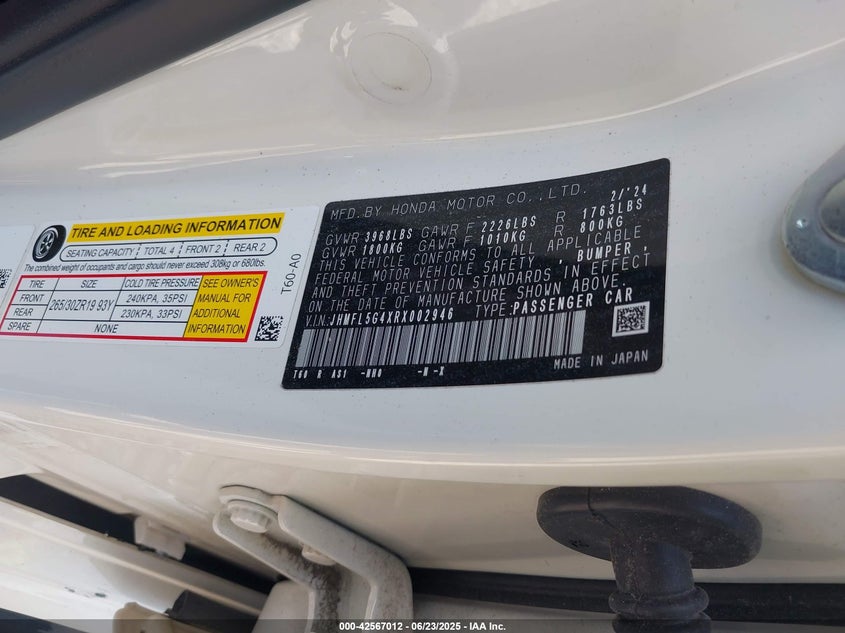 TIRE AND LOADING INFORMATION
SEATING CAPACITY TOTAL 4 FRONT 2 REAR 2
The combined weight of occupants and cargo should never exceed 308kg or 680lbs.
TIRE SIZE COLD TIRE PRESSURE
FRONT 265/30ZR19 93Y 240KPA, 35PSI
REAR 230KPA, 33PSI
SPARE NONE
SEE OWNER'S
MANUAL FOR
ADDITIONAL
INFORMATION
T60-A0
MFD.BY HONDA MOTOR CO.,LTD. 2/'24
GVWR 3968LBS GAWR F 2226LBS R 1763LBS
GVWR 1800KG GAWR F 1010KG R 800KG
THIS VEHICLE CONFORMS TO ALL APPLICABLE
FEDERAL MOTOR VEHICLE SAFETY , BUMPER ,
AND THEFT PREVENTION STANDARDS IN EFFECT
ON THE DATE OF MANUFACTURE SHOWN ABOVE.
V.I.N: JHMFL5G4XRX002946 TYPE: PASSENGER CAR
T60 R AS1 -NH0 -N -X
MADE IN JAPAN
000-42567012 - 06/23/2025 - IAA Inc.